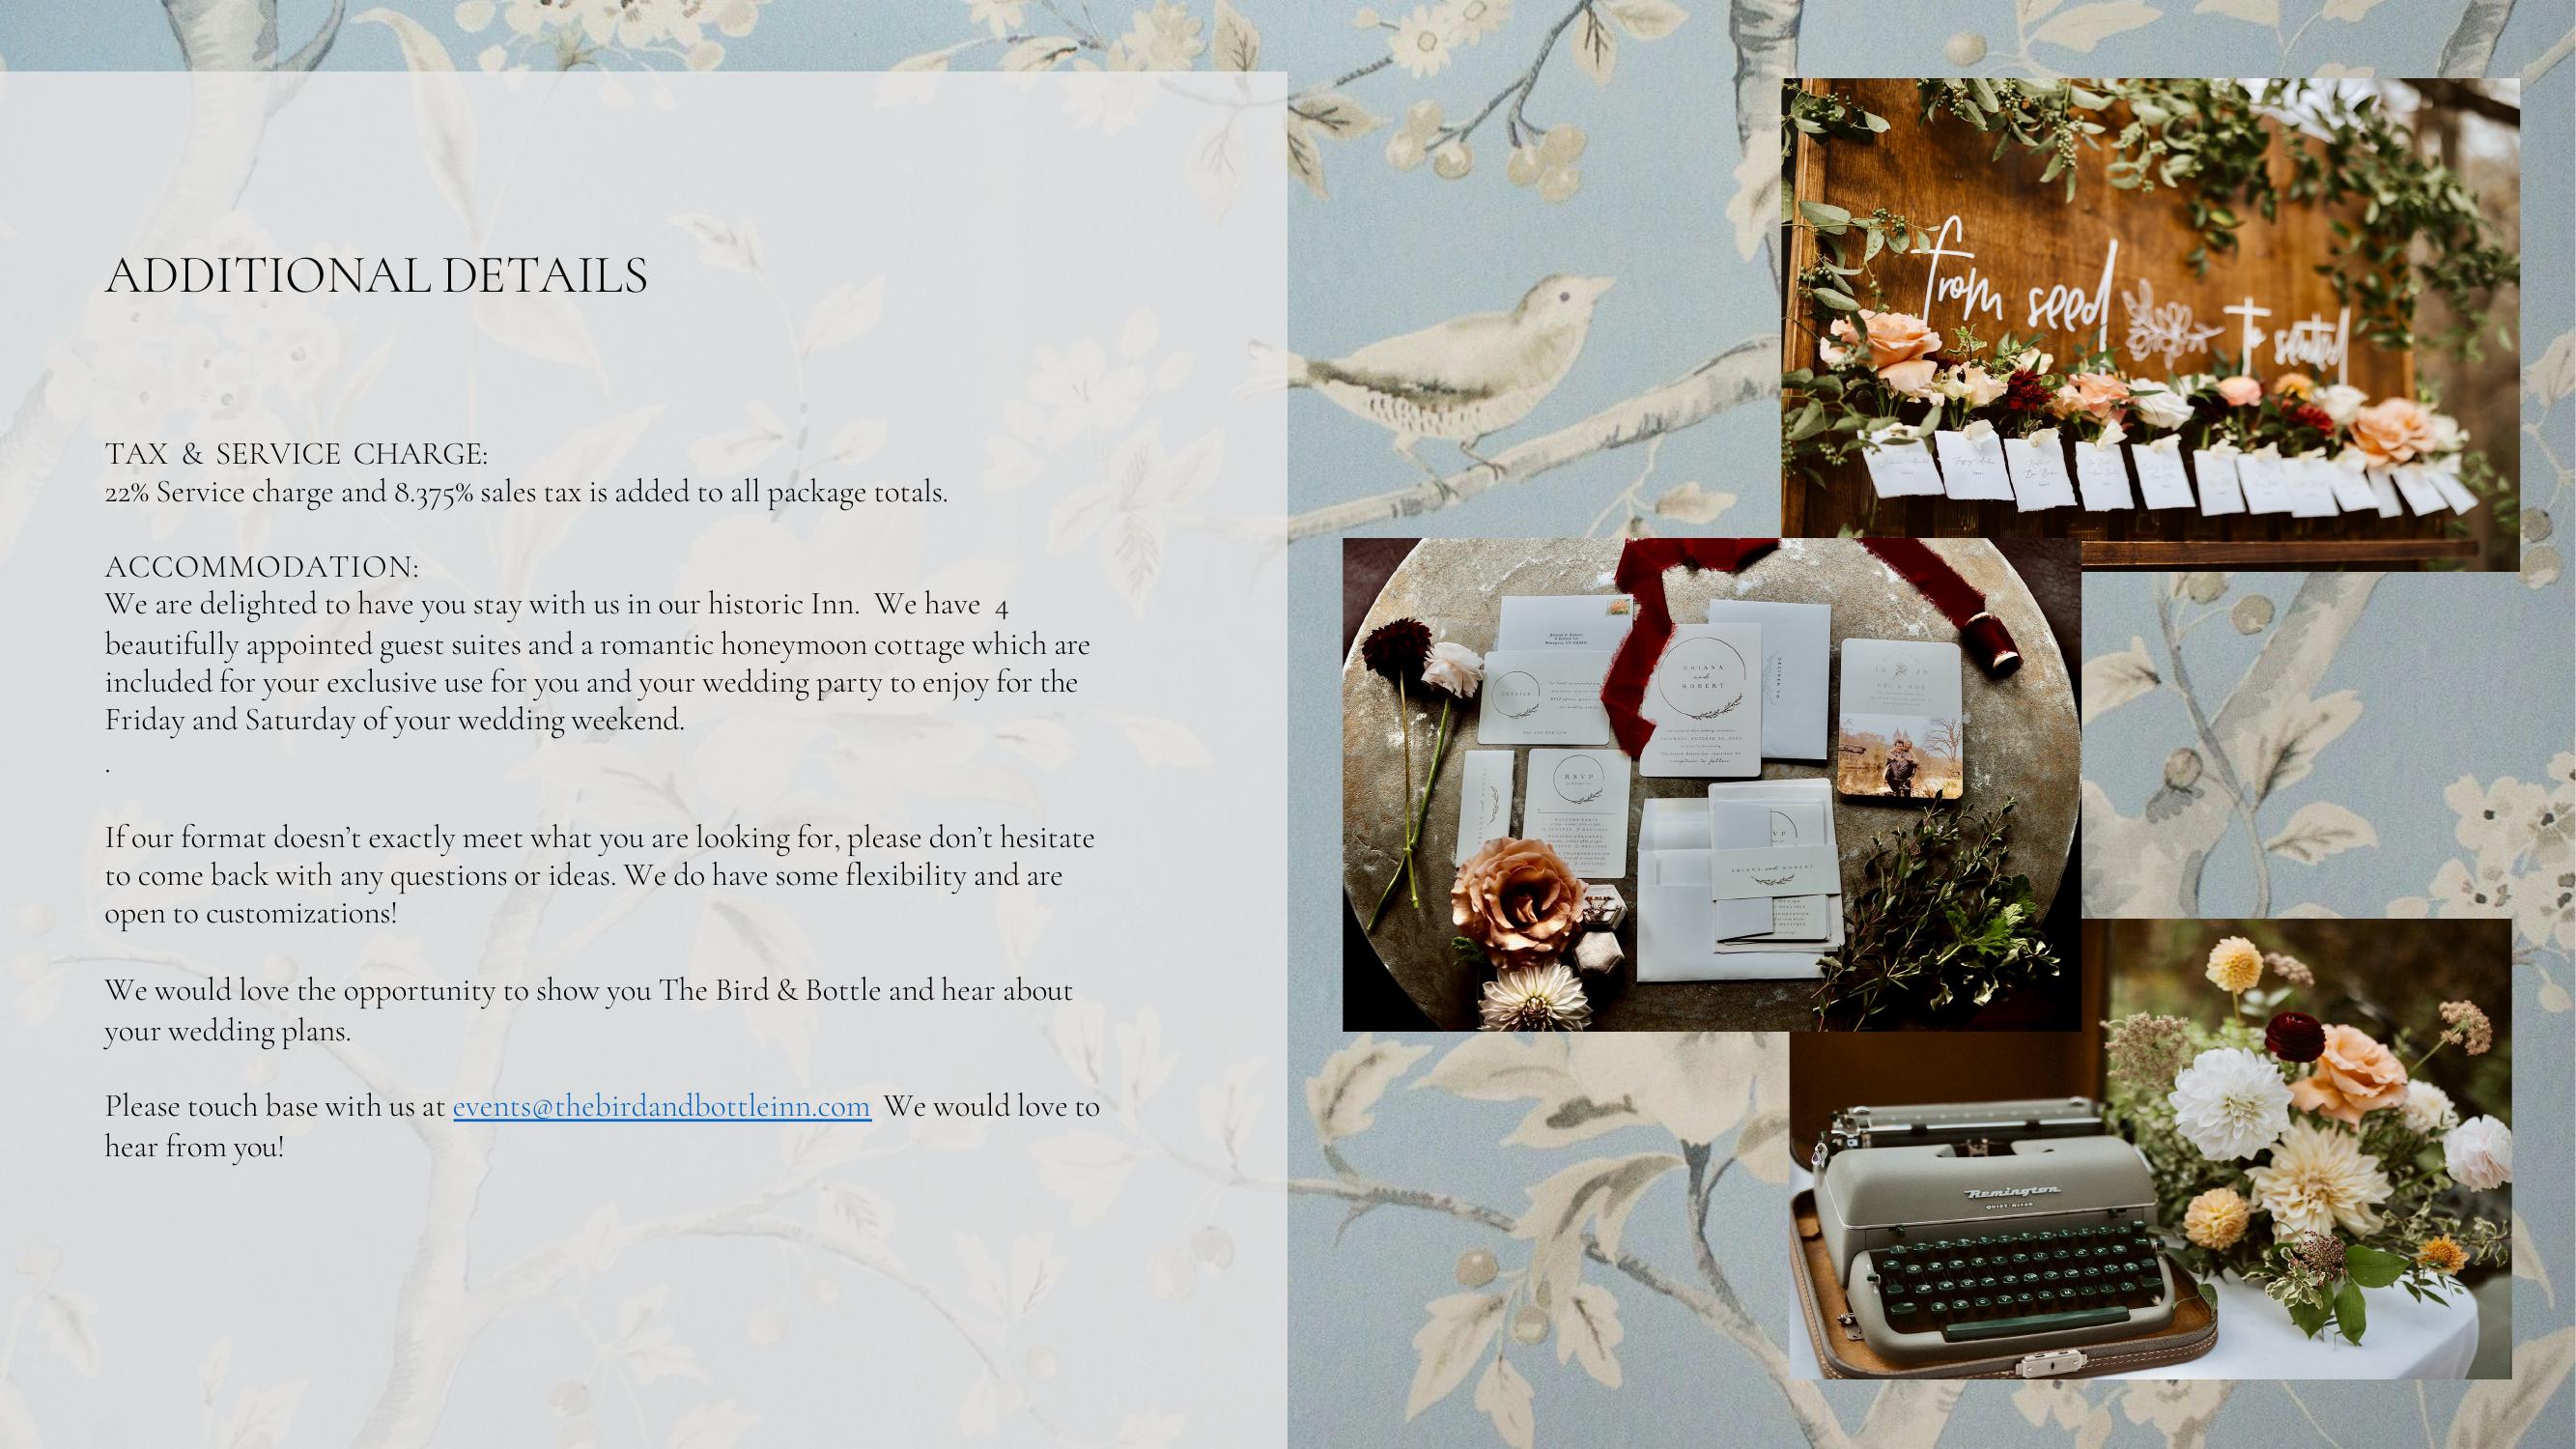 ADDITIONAL DETAILS
TAX & SERVICE CHARGE:
22% Service charge and 8.375% sales tax is added to all package totals.
ACCOMMODATION:
We are delighted to have you stay with us in our historic Inn.  We have  4
beautifully appointed guest suites and a romantic honeymoon cottage which are
included for your exclusive use for you and your wedding party to enjoy for the
Friday and Saturday of your wedding weekend.
.
If our format doesn’t exactly meet what you are looking for, please don’t hesitate
to come back with any questions or ideas. We do have some flexibility and are
open to customizations!
We would love the opportunity to show you The Bird & Bottle and hear about
your wedding plans.
Please touch base with us at events@thebirdandbottleinn.com  We would love to
hear from you!
from seed to seated
DETAILS
BRIANA
and
ROBERT
RSVP
BRIANA and ROBERT
Remington
QUIET-RITER